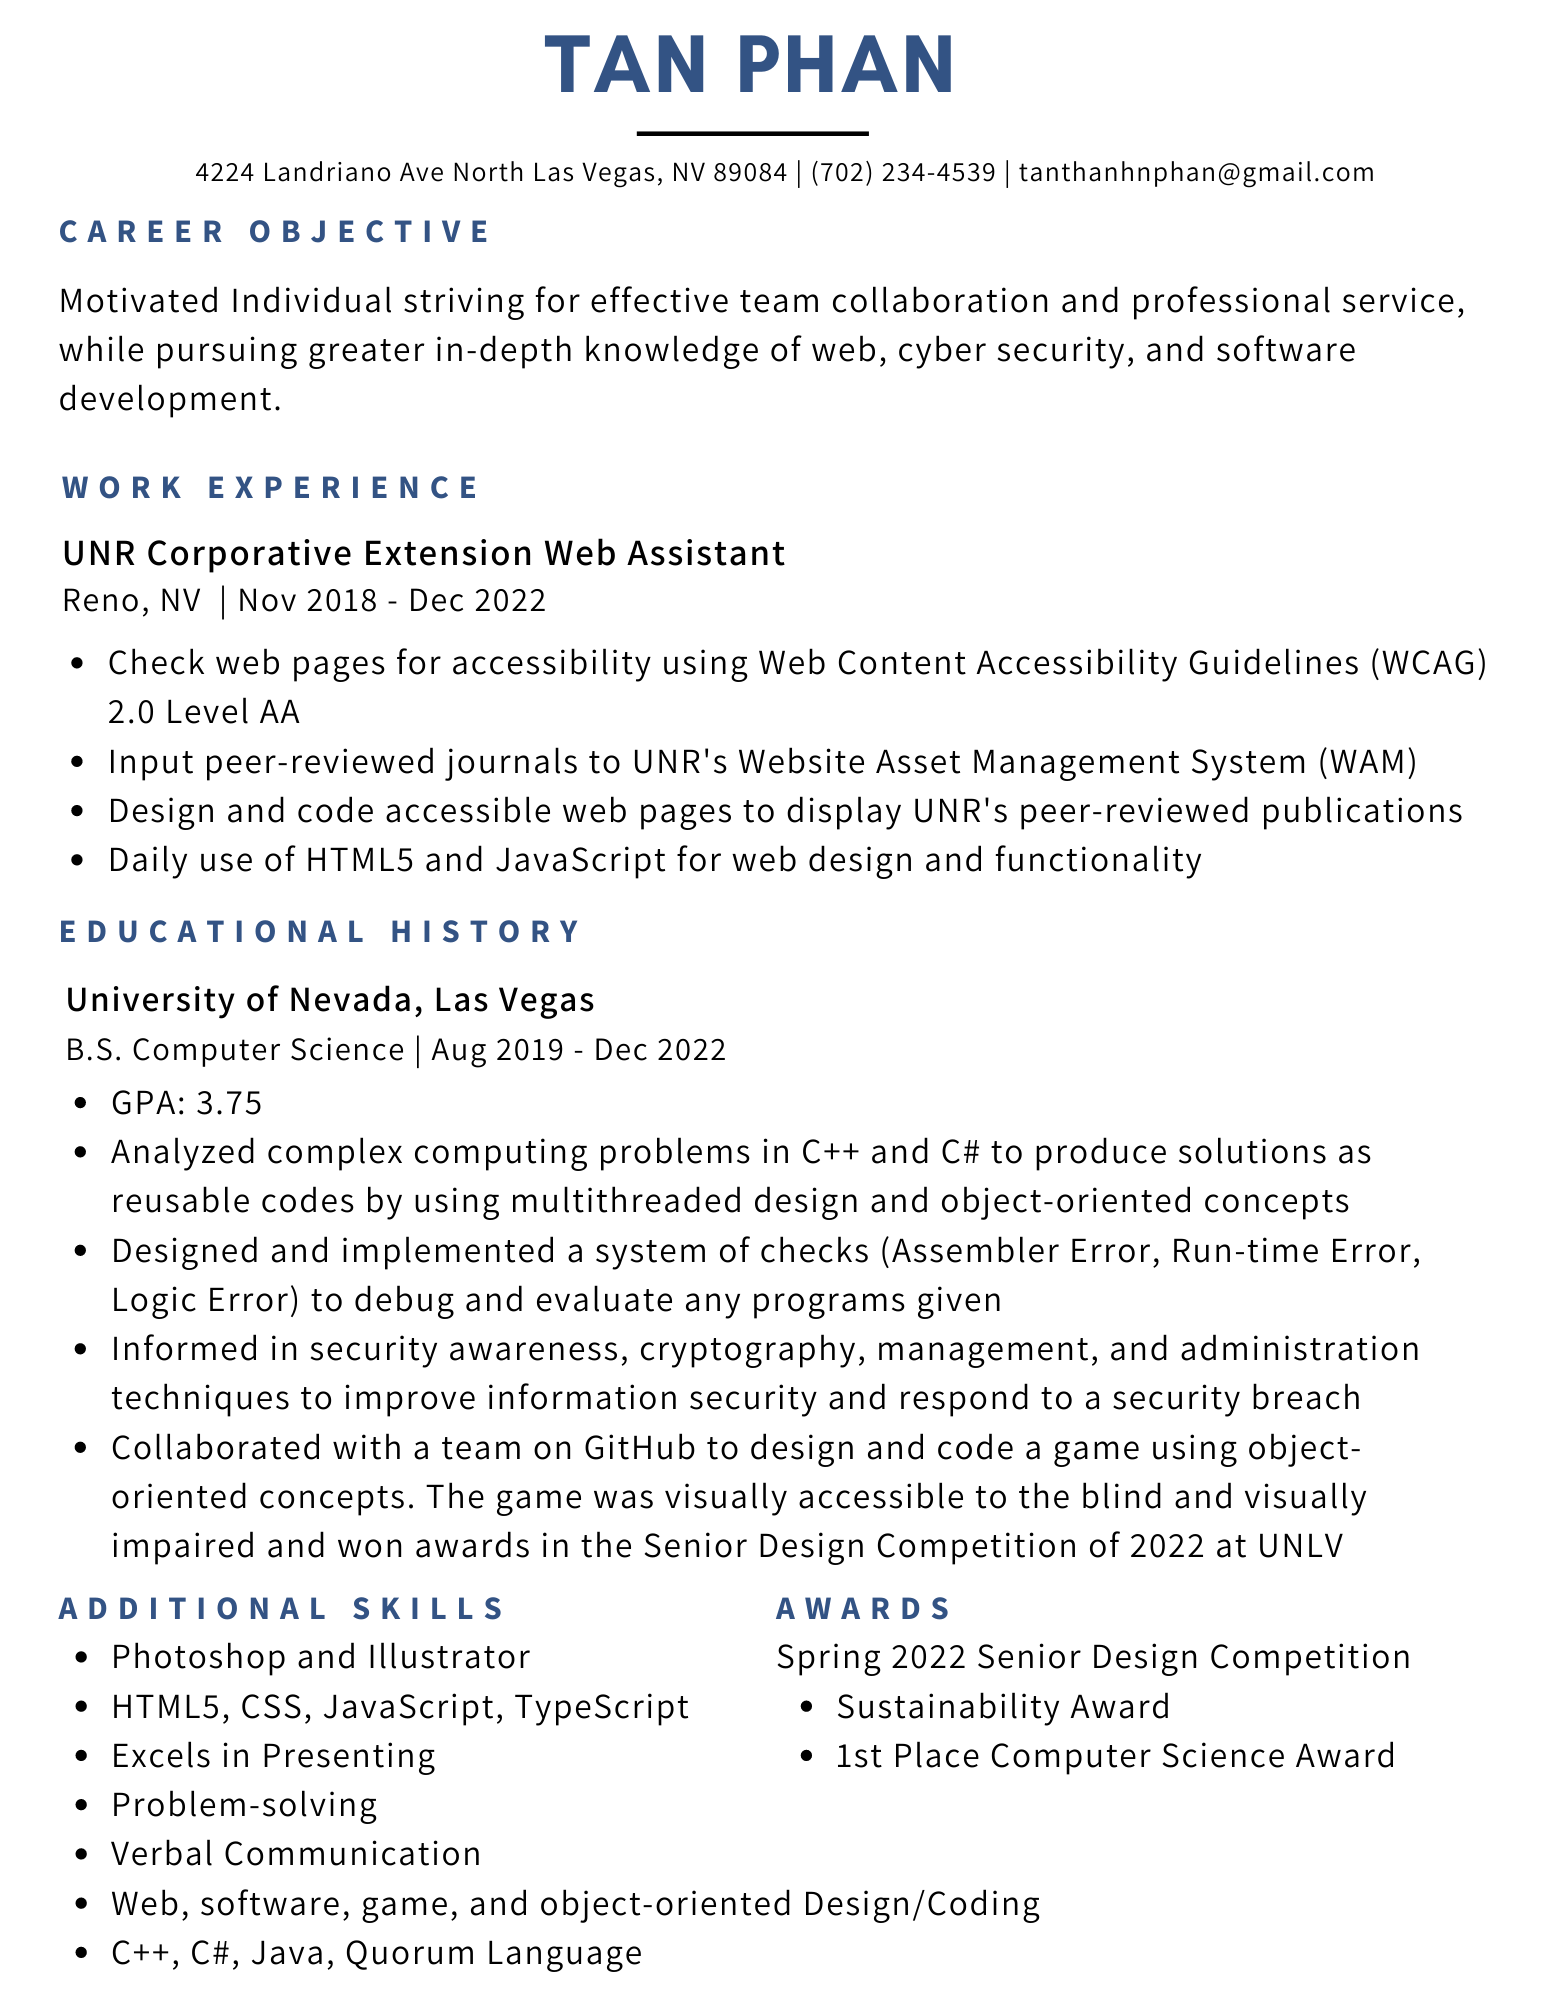 TAN PHAN
4224 Landriano Ave North Las Vegas, NV 89084 | (702) 234-4539 | tanthanhnphan@gmail.com
CAREER OBJECTIVE
Motivated Individual striving for effective team collaboration and professional service,
while pursuing greater in-depth knowledge of web, cyber security, and software
development.
WORK EXPERIENCE
UNR Corporative Extension Web Assistant
Reno, NV | Nov 2018 - Dec 2022
• Check web pages for accessibility using Web Content Accessibility Guidelines (WCAG)
2.0 Level AA
• Input peer-reviewed journals to UNR's Website Asset Management System (WAM)
• Design and code accessible web pages to display UNR's peer-reviewed publications
• Daily use of HTML5 and JavaScript for web design and functionality
EDUCATIONAL HISTORY
University of Nevada, Las Vegas
B.S. Computer Science | Aug 2019 - Dec 2022
• GPA: 3.75
• Analyzed complex computing problems in C++ and C# to produce solutions as
reusable codes by using multithreaded design and object-oriented concepts
• Designed and implemented a system of checks (Assembler Error, Run-time Error,
Logic Error) to debug and evaluate any programs given
• Informed in security awareness, cryptography, management, and administration
techniques to improve information security and respond to a security breach
• Collaborated with a team on GitHub to design and code a game using object-
oriented concepts. The game was visually accessible to the blind and visually
impaired and won awards in the Senior Design Competition of 2022 at UNLV
ADDITIONAL SKILLS
• Photoshop and Illustrator
• HTML5, CSS, JavaScript, TypeScript
• Excels in Presenting
• Problem-solving
• Verbal Communication
• Web, software, game, and object-oriented Design/Coding
• C++, C#, Java, Quorum Language
AWARDS
Spring 2022 Senior Design Competition
• Sustainability Award
• 1st Place Computer Science Award